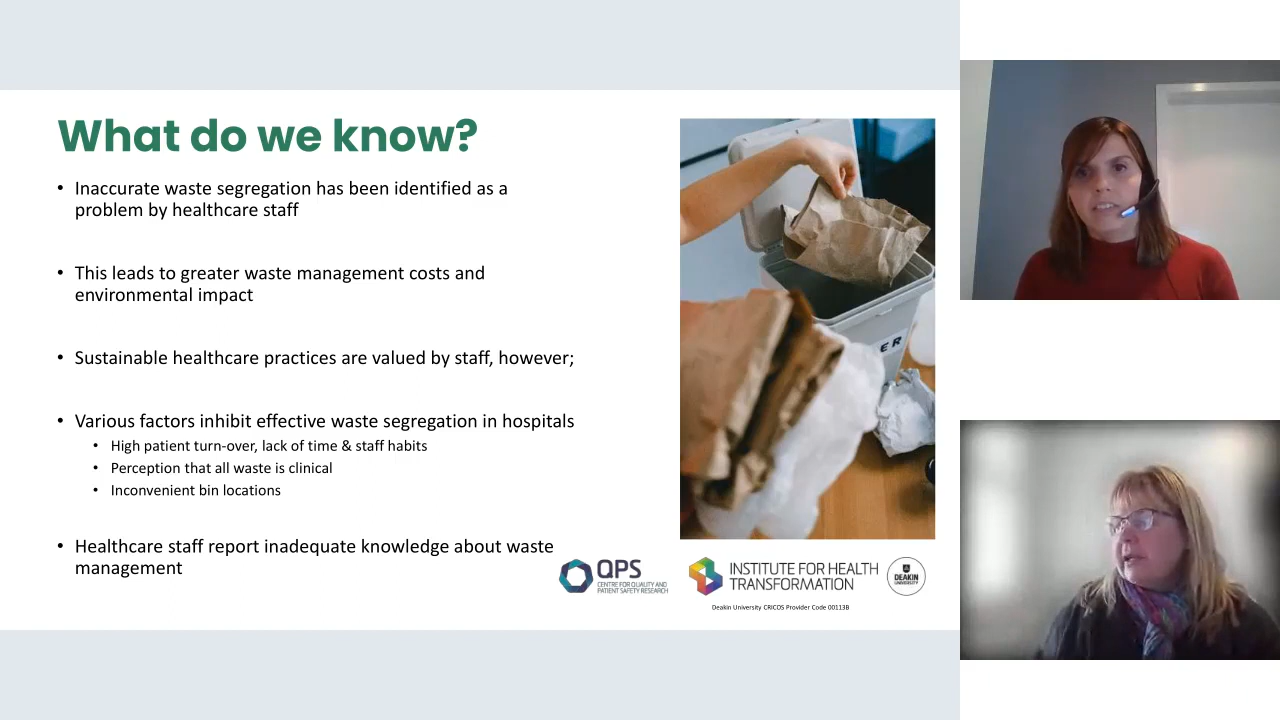 What do we know?
• Inaccurate waste segregation has been identified as a
problem by healthcare staff
• This leads to greater waste management costs and
environmental impact
• Sustainable healthcare practices are valued by staff, however;
• Various factors inhibit effective waste segregation in hospitals
• High patient turn-over, lack of time & staff habits
• Perception that all waste is clinical
• Inconvenient bin locations
• Healthcare staff report inadequate knowledge about waste
management
ER
QPS
CENTRE FOR QUALITY AND
PATIENT SAFETY RESEARCH
INSTITUTE FOR HEALTH
TRANSFORMATION
DEAKIN
UNIVERSITY
Deakin University CRICOS Provider Code 00113B